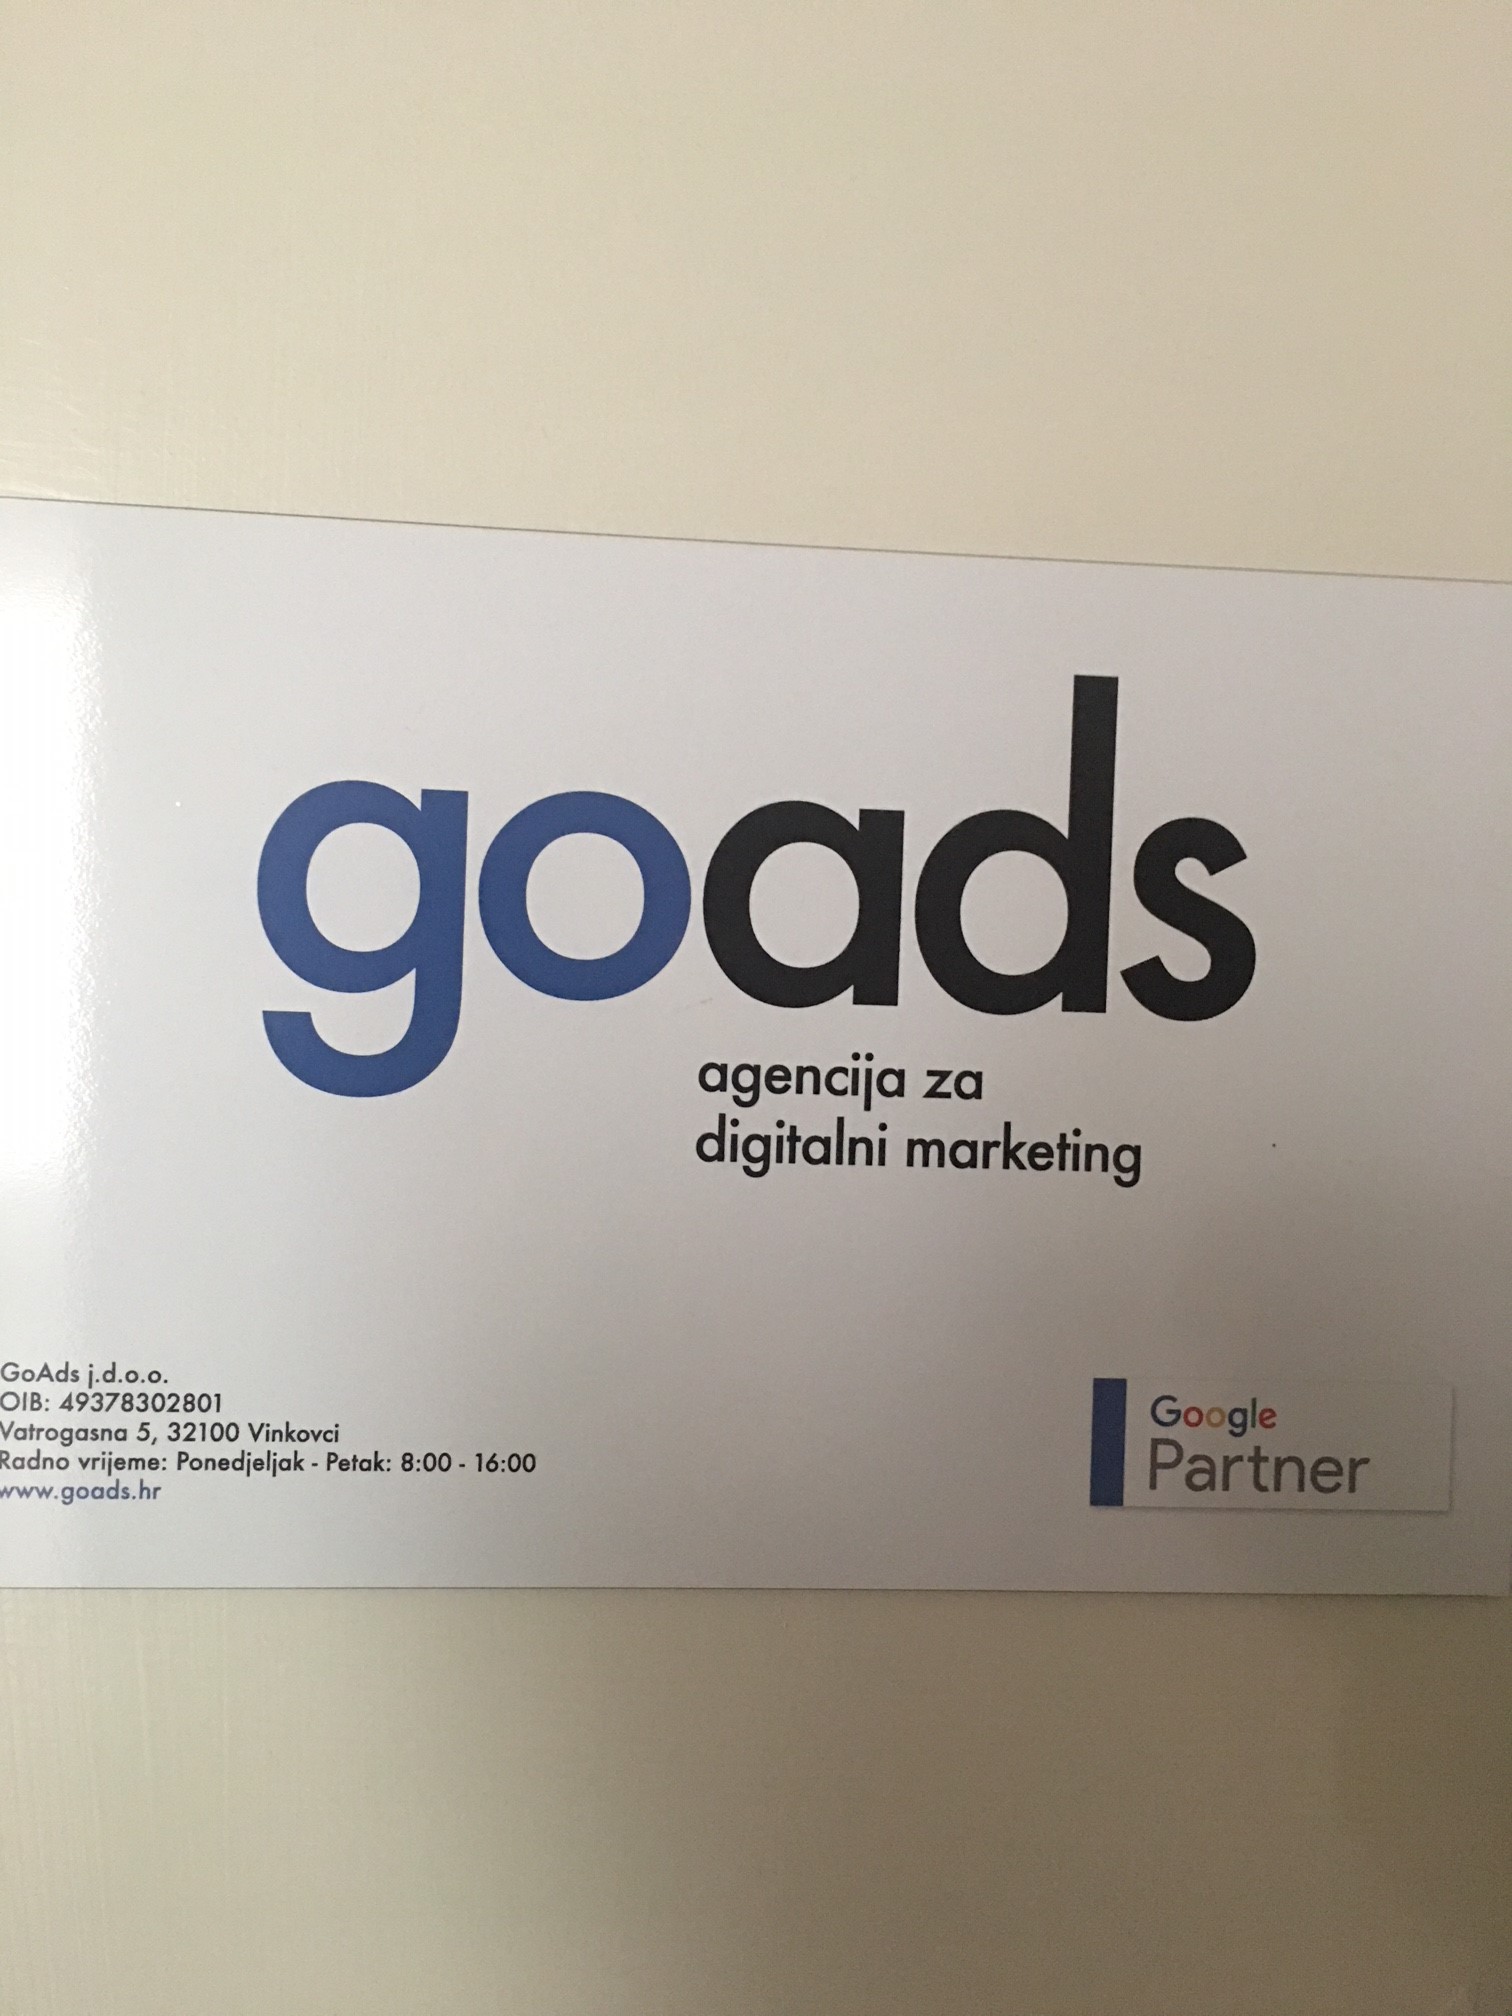 goads
agencija za
digitalni marketing
GoAds j.d.o.o.
OIB: 49378302801
Vatrogasna 5, 32100 Vinkovci
Radno vrijeme: Ponedjeljak - Petak: 8:00 - 16:00
www.goads.hr
Google
Partner